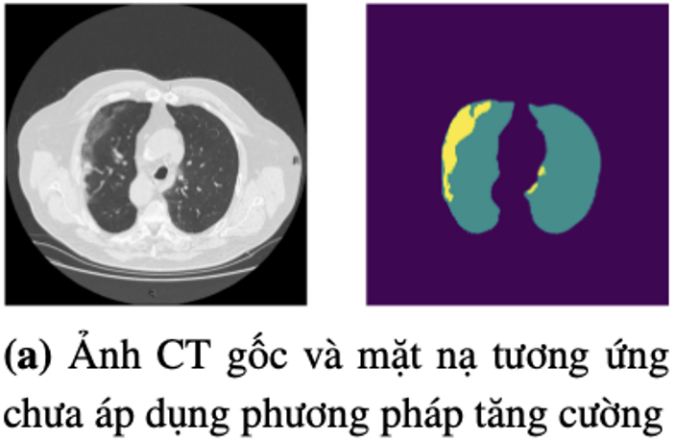 (a) Ảnh CT gốc và mặt nạ tương ứng
chưa áp dụng phương pháp tăng cường